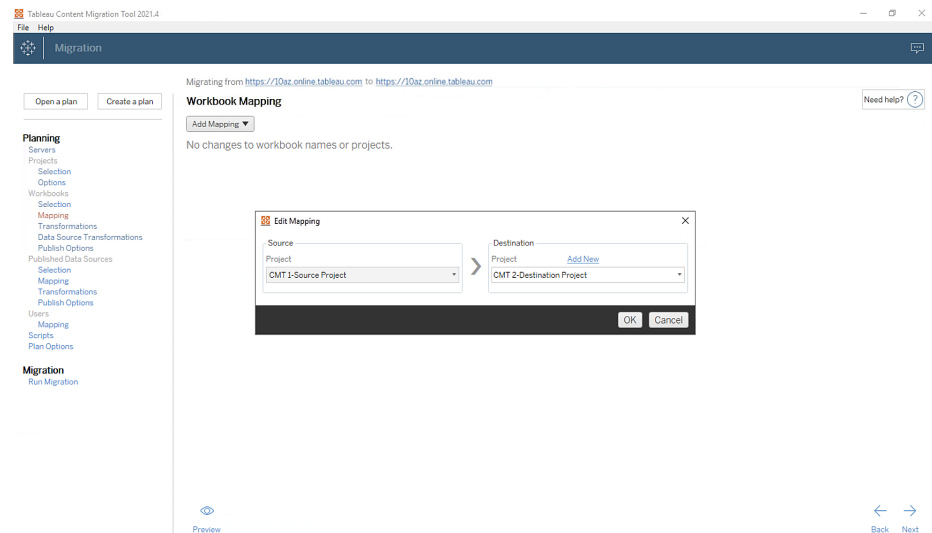 Tableau Content Migration Tool 2021.4
File Help
Migration
Open a plan Create a plan
Planning
Servers
Projects
Selection
Options
Workbooks
Selection
Mapping
Transformations
Data Source Transformations
Publish Options
Published Data Sources
Selection
Mapping
Transformations
Publish Options
Users
Mapping
Scripts
Plan Options
Migration
Run Migration
Migrating from https://10az.online.tableau.com to https://10az.online.tableau.com
Workbook Mapping
Need help? ?
Add Mapping ▼
No changes to workbook names or projects.
Edit Mapping
Source
Project
CMT 1-Source Project
Destination
Project Add New
CMT 2-Destination Project
OK Cancel
Preview
Back Next